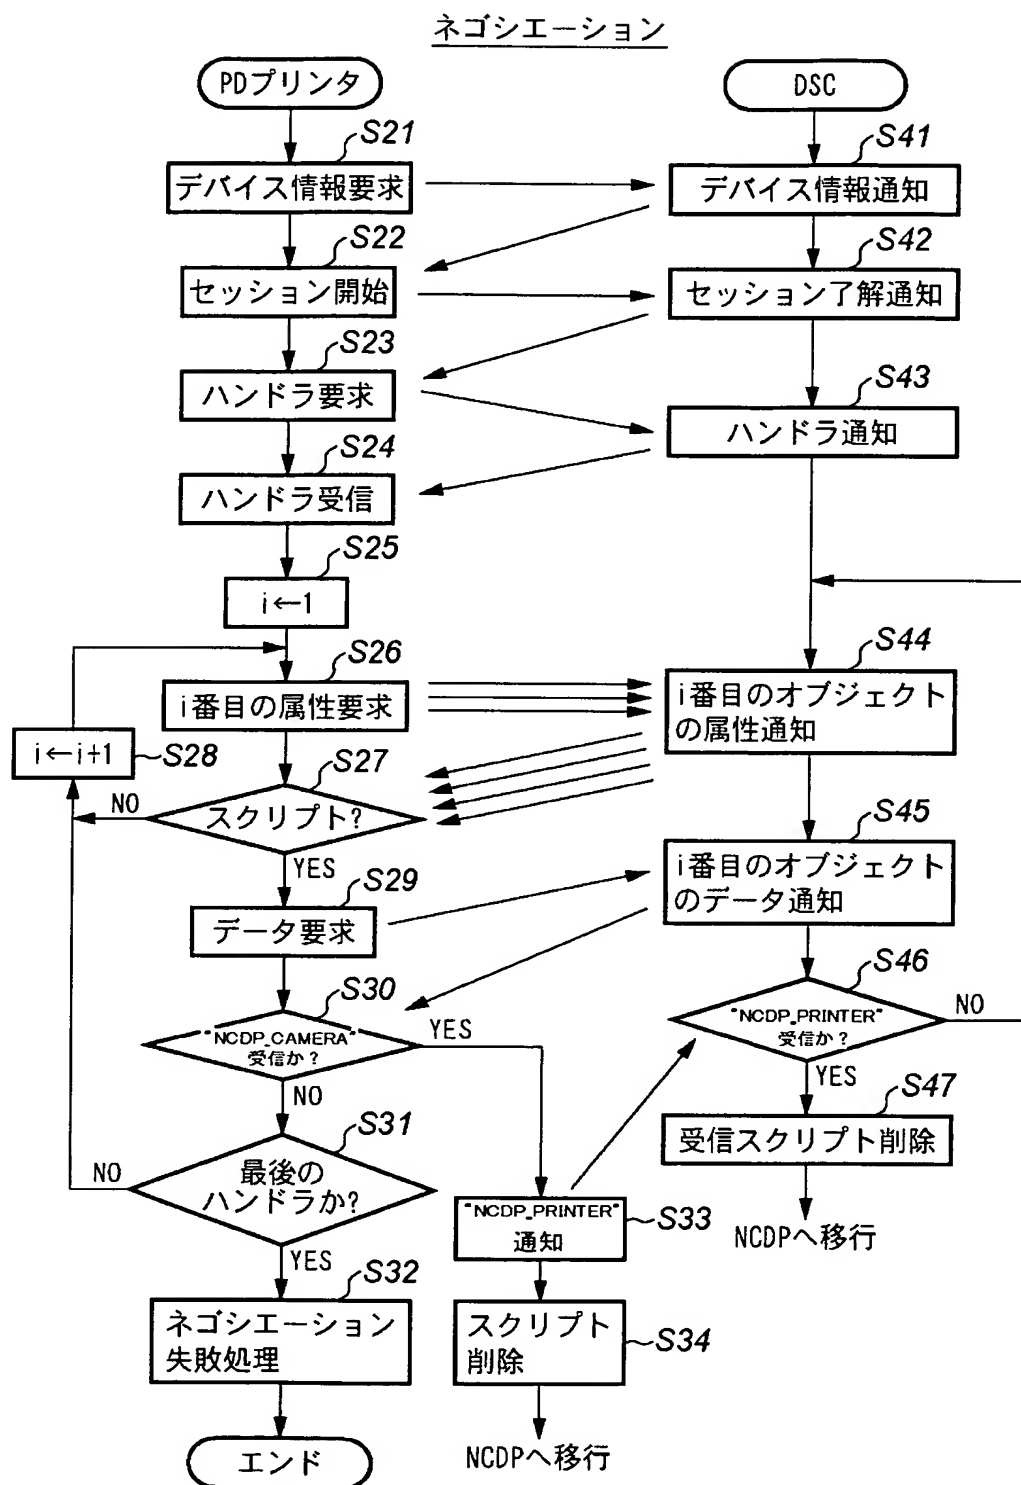 ネゴシエーション
PDプリンタ
S21
デバイス情報要求
S22
セッション開始
S23
ハンドラ要求
S24
ハンドラ受信
S25
i←1
S26
i番目の属性要求
i←i+1
S28
S27
スクリプト?
NO
YES
S29
データ要求
S30
"NCDP_CAMERA"
受信か?
YES
NO
S31
最後の
ハンドラか?
NO
YES
S32
ネゴシエーション
失敗処理
エンド
"NCDP_PRINTER"
通知
S33
スクリプト
削除
S34
NCDPへ移行
DSC
S41
デバイス情報通知
S42
セッション了解通知
S43
ハンドラ通知
S44
i番目のオブジェクト
の属性通知
S45
i番目のオブジェクト
のデータ通知
S46
"NCDP_PRINTER"
受信か?
NO
YES
S47
受信スクリプト削除
NCDPへ移行